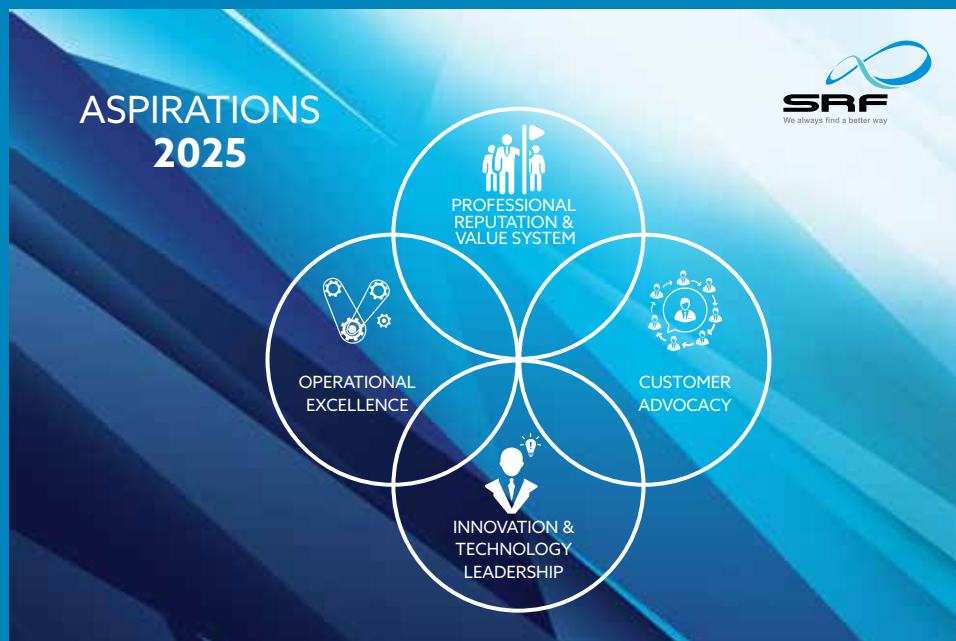 ASPIRATIONS
2025
SRF
We always find a better way
PROFESSIONAL
REPUTATION &
VALUE SYSTEM
OPERATIONAL
EXCELLENCE
CUSTOMER
ADVOCACY
INNOVATION &
TECHNOLOGY
LEADERSHIP